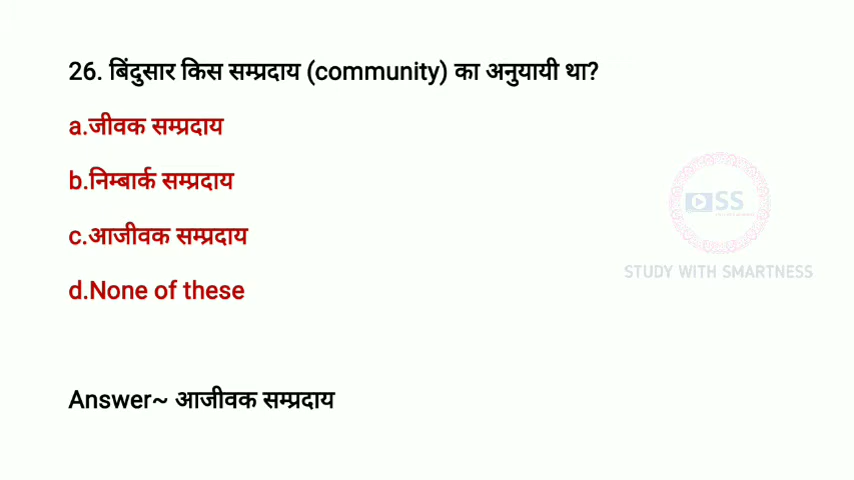 26. बिंदुसार किस सम्प्रदाय (community) का अनुयायी था?
a.जीवक सम्प्रदाय
b.निम्बार्क सम्प्रदाय
c.आजीवक सम्प्रदाय
d.None of these
SS
STUDY WITH SMARTNESS
Answer~ आजीवक सम्प्रदाय